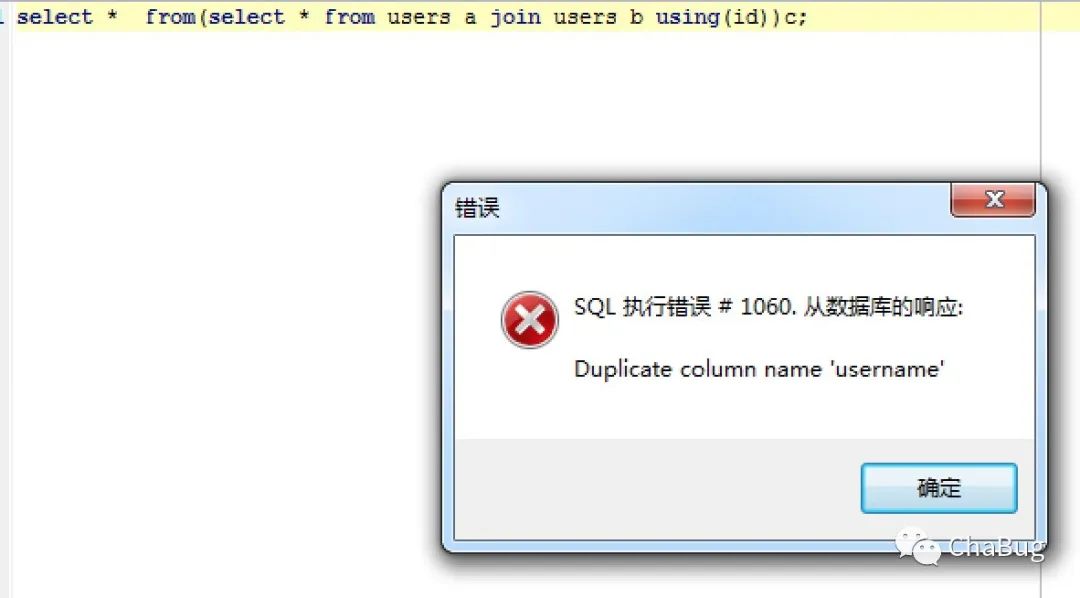 1 select *  from(select * from users a join users b using(id))c;
错误
SQL 执行错误 # 1060. 从数据库的响应:
Duplicate column name 'username'
确定
ChaBug